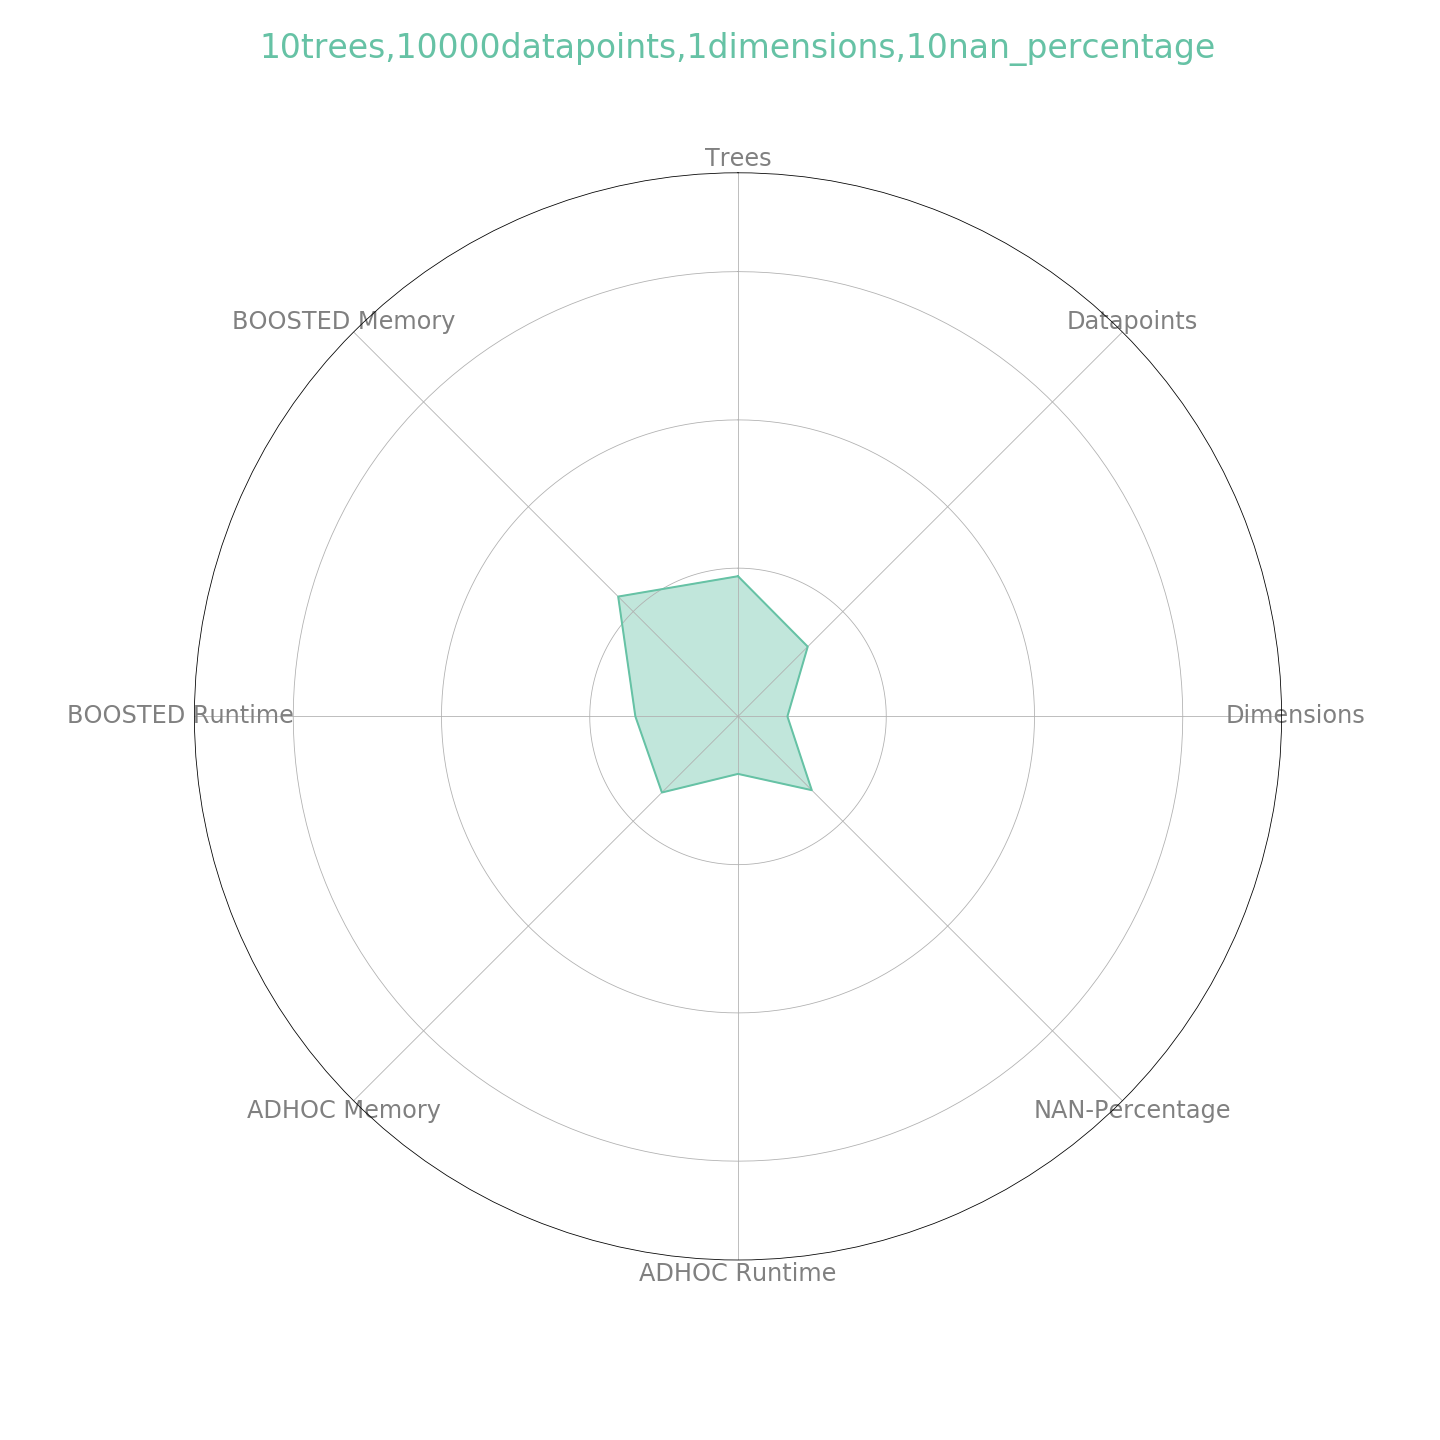 10trees,10000datapoints,1dimensions,10nan_percentage
Trees
BOOSTED Memory
Datapoints
BOOSTED Runtime
Dimensions
ADHOC Memory
NAN-Percentage
ADHOC Runtime